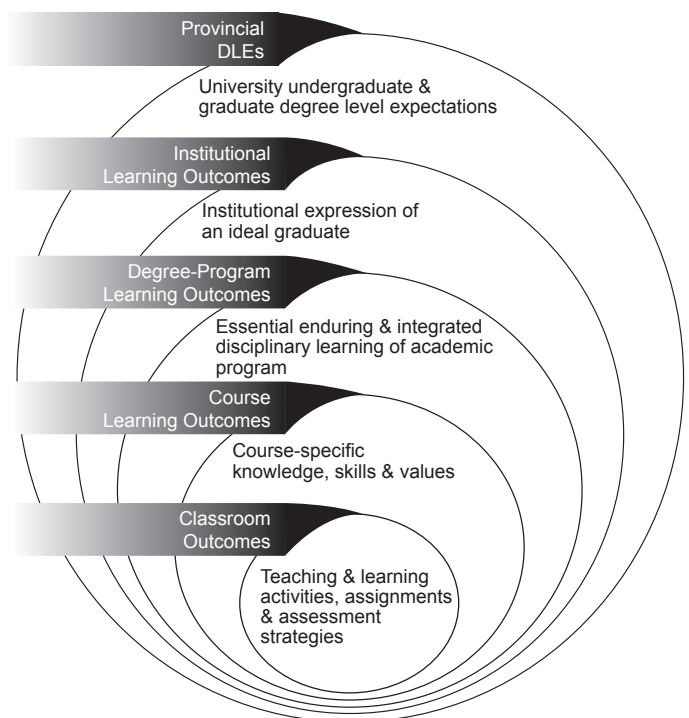 Provincial
DLEs
University undergraduate &
graduate degree level expectations
Institutional
Learning Outcomes
Institutional expression of
an ideal graduate
Degree-Program
Learning Outcomes
Essential enduring & integrated
disciplinary learning of academic
program
Course
Learning Outcomes
Course-specific
knowledge, skills & values
Classroom
Outcomes
Teaching & learning
activities, assignments
& assessment
strategies